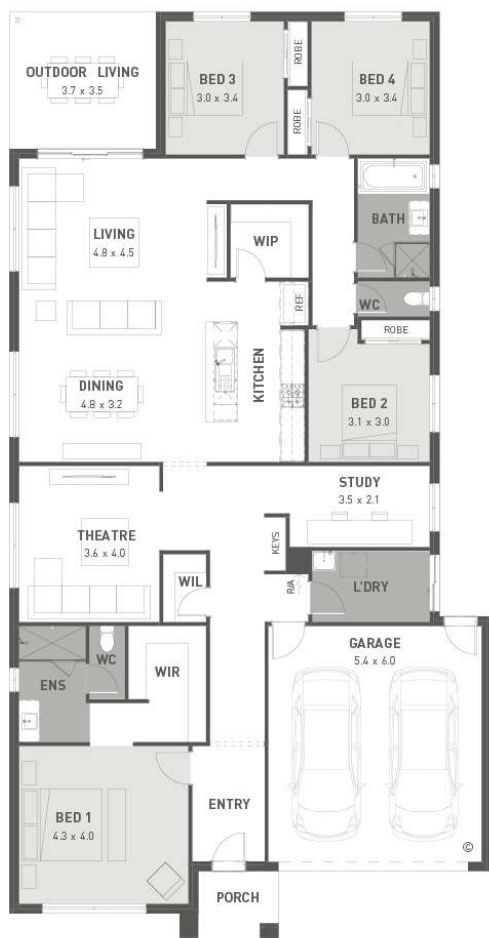 OUTDOOR LIVING
3.7 x 3.5
BED 3
3.0 x 3.4
ROBE
ROBE
BED 4
3.0 x 3.4
LIVING
4.8 x 4.5
WIP
BATH
WC
REF
ROBE
KITCHEN
DINING
4.8 x 3.2
BED 2
3.1 x 3.0
STUDY
3.5 x 2.1
THEATRE
3.6 x 4.0
KEYS
WIL
R/A
L'DRY
GARAGE
5.4 x 6.0
WC
ENS
WIR
BED 1
4.3 x 4.0
ENTRY
©
PORCH